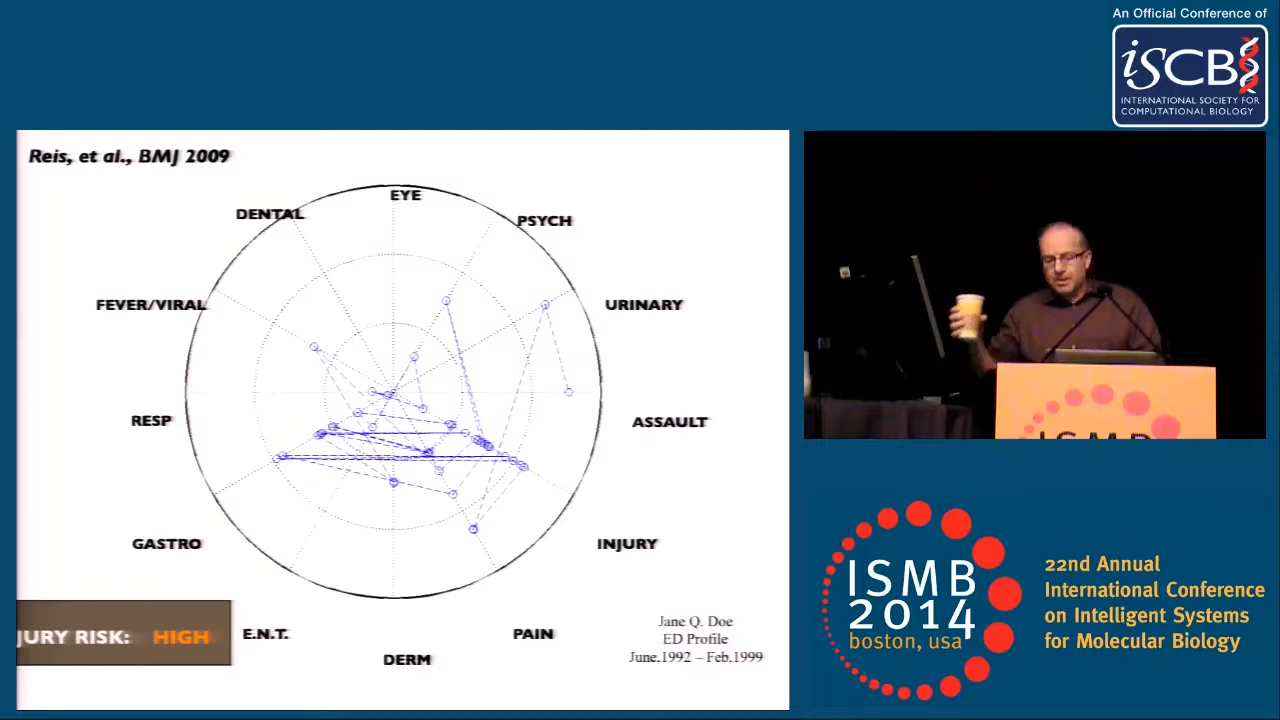 An Official Conference of
iSCB
INTERNATIONAL SOCIETY FOR
COMPUTATIONAL BIOLOGY
Reis, et al., BMJ 2009
EYE
DENTAL
PSYCH
FEVER/VIRAL
URINARY
RESP
ASSAULT
GASTRO
INJURY
JURY RISK: HIGH
E.N.T.
PAIN
DERM
Jane Q. Doe
ED Profile
June,1992 – Feb,1999
ISMB
ISMB
2014
boston, usa
22nd Annual
International Conference
on Intelligent Systems
for Molecular Biology